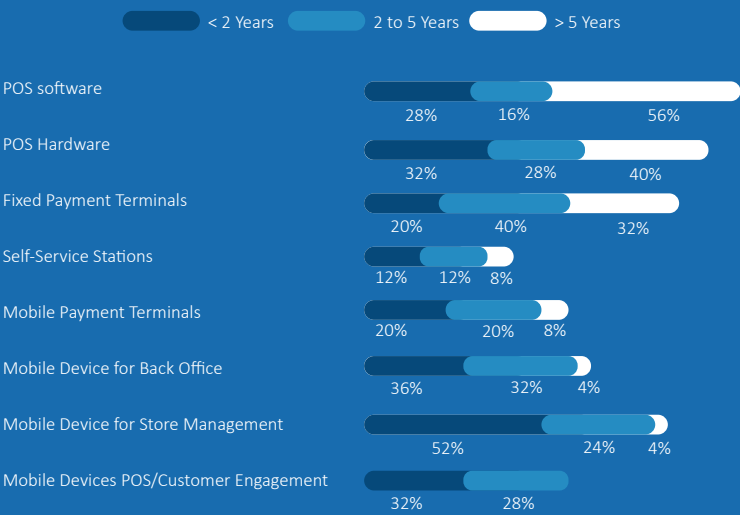 < 2 Years 2 to 5 Years > 5 Years
POS software
28% 16% 56%
POS Hardware
32% 28% 40%
Fixed Payment Terminals
20% 40% 32%
Self-Service Stations
12% 12% 8%
Mobile Payment Terminals
20% 20% 8%
Mobile Device for Back Office
36% 32% 4%
Mobile Device for Store Management
52% 24% 4%
Mobile Devices POS/Customer Engagement
32% 28%